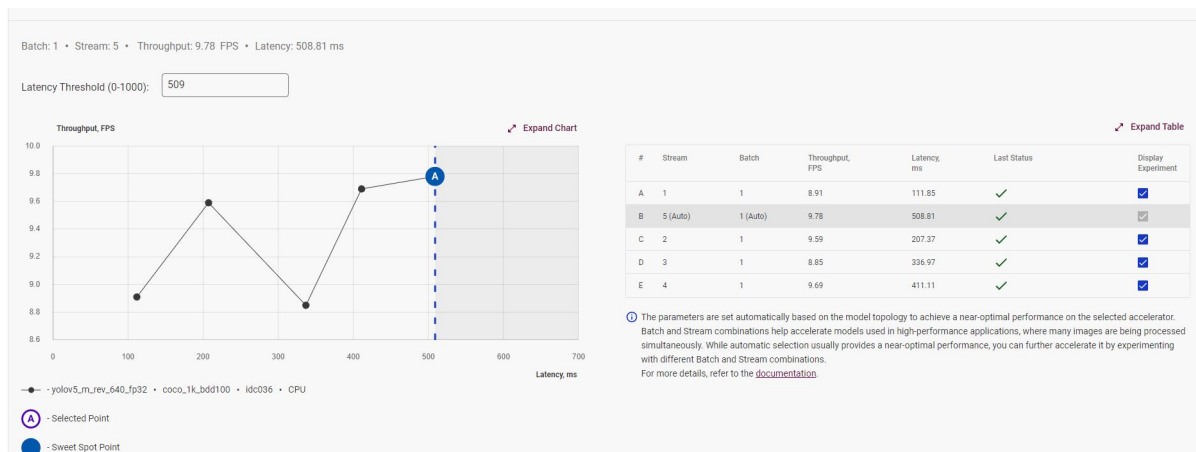 Batch: 1 • Stream: 5 • Throughput: 9.78 FPS • Latency: 508.81 ms
Latency Threshold (0-1000): 509
Throughput, FPS
Expand Chart
10.0
9.8
9.6
9.4
9.2
9.0
8.8
8.6
A
0 100 200 300 400 500 600 700
Latency, ms
- yolov5_m_rev_640_fp32 • coco_1k_bdd100 • idc036 • CPU
A - Selected Point
- Sweet Spot Point
Expand Table
# Stream Batch Throughput, FPS Latency, ms Last Status Display Experiment
A 1 1 8.91 111.85
B 5 (Auto) 1 (Auto) 9.78 508.81
C 2 1 9.59 207.37
D 3 1 8.85 336.97
E 4 1 9.69 411.11
The parameters are set automatically based on the model topology to achieve a near-optimal performance on the selected accelerator.
Batch and Stream combinations help accelerate models used in high-performance applications, where many images are being processed
simultaneously. While automatic selection usually provides a near-optimal performance, you can further accelerate it by experimenting
with different Batch and Stream combinations.
For more details, refer to the documentation.